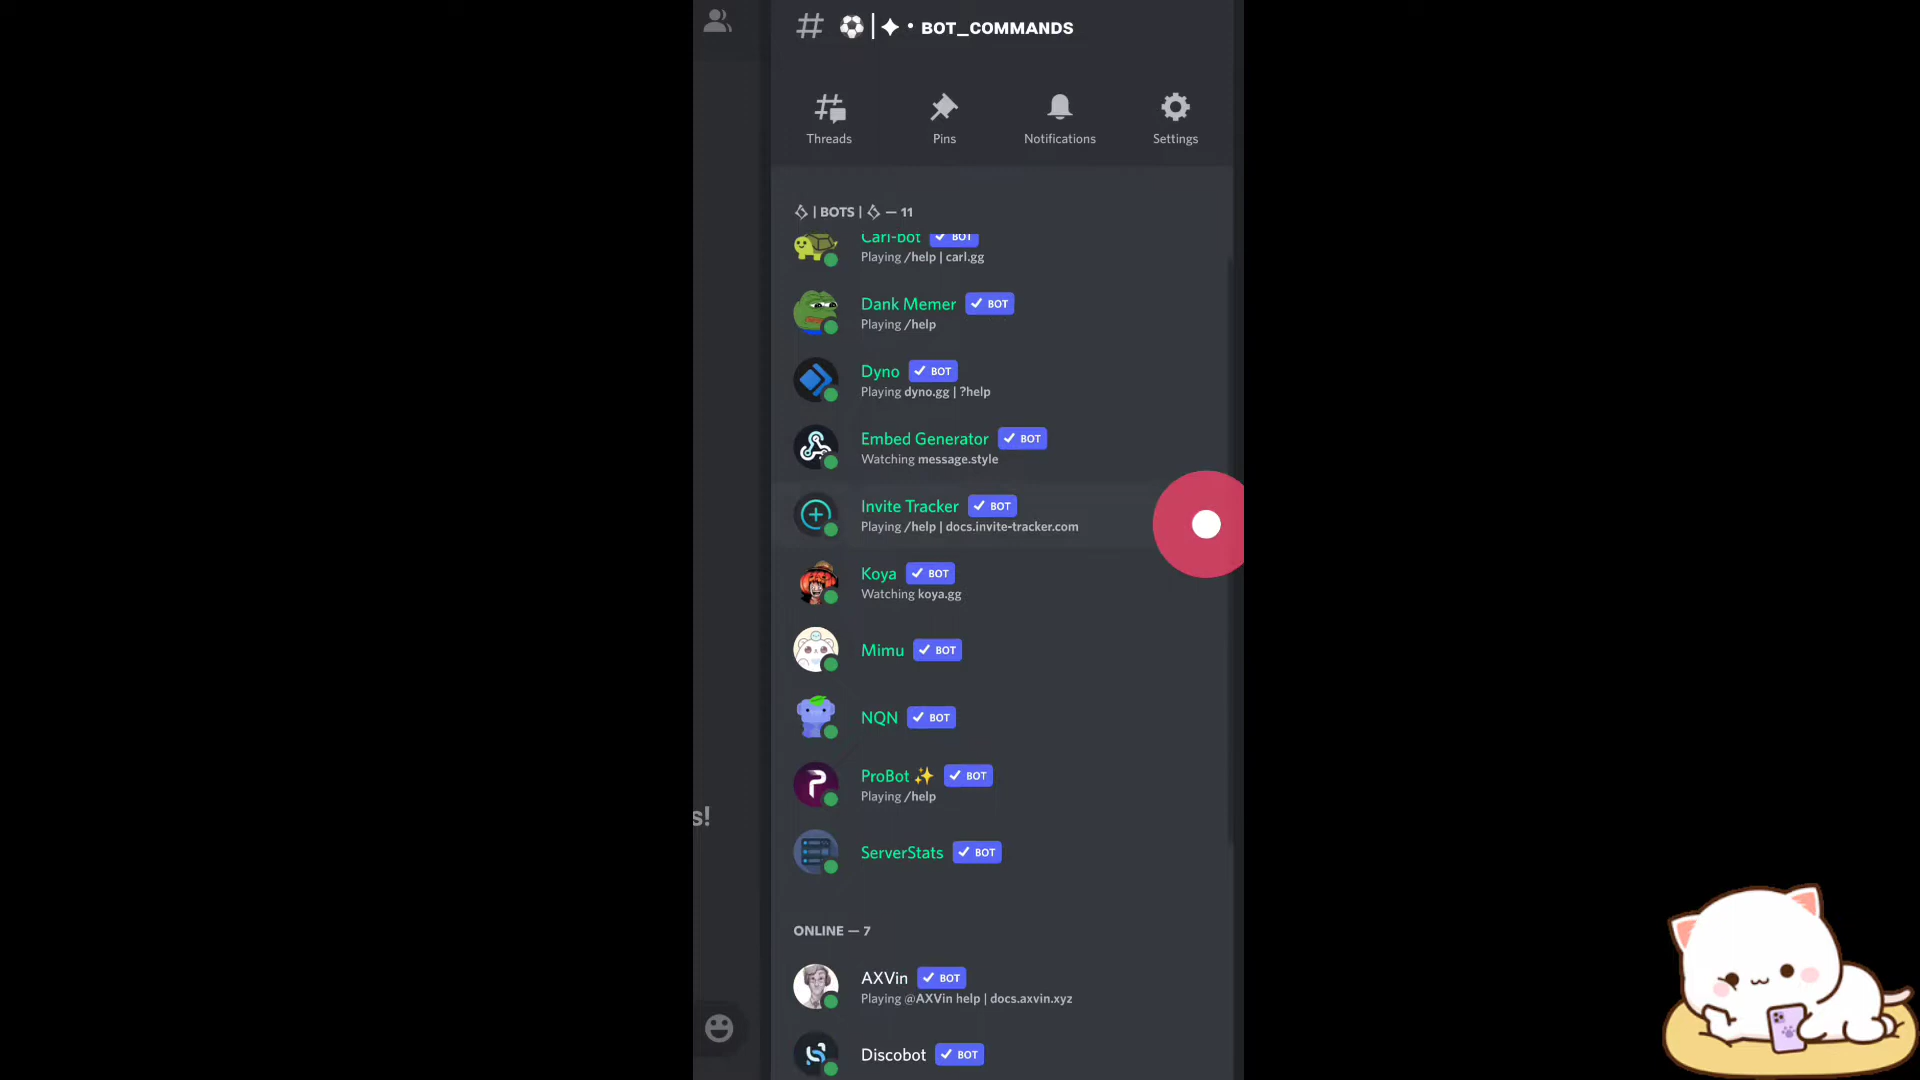 # ⚽|✦ • BOT_COMMANDS
Threads Pins Notifications Settings
| BOTS | — 11
Carl-bot ✓ BOT
Playing /help | carl.gg
Dank Memer ✓ BOT
Playing /help
Dyno ✓ BOT
Playing dyno.gg | ?help
Embed Generator ✓ BOT
Watching message.style
Invite Tracker ✓ BOT
Playing /help | docs.invite-tracker.com
Koya ✓ BOT
Watching koya.gg
Mimu ✓ BOT
NQN ✓ BOT
ProBot ✨ ✓ BOT
Playing /help
s!
ServerStats ✓ BOT
ONLINE — 7
AXVin ✓ BOT
Playing @AXVin help | docs.axvin.xyz
Discobot ✓ BOT